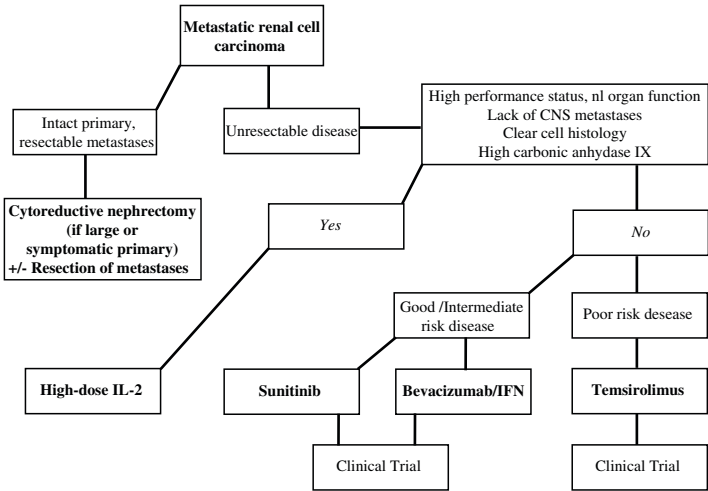 Metastatic renal cell
carcinoma
Intact primary,
resectable metastases
Unresectable disease
High performance status, nl organ function
Lack of CNS metastases
Clear cell histology
High carbonic anhydase IX
Cytoreductive nephrectomy
(if large or
symptomatic primary)
+/- Resection of metastases
Yes
No
Good /Intermediate
risk disease
Poor risk desease
High-dose IL-2
Sunitinib
Bevacizumab/IFN
Temsirolimus
Clinical Trial
Clinical Trial